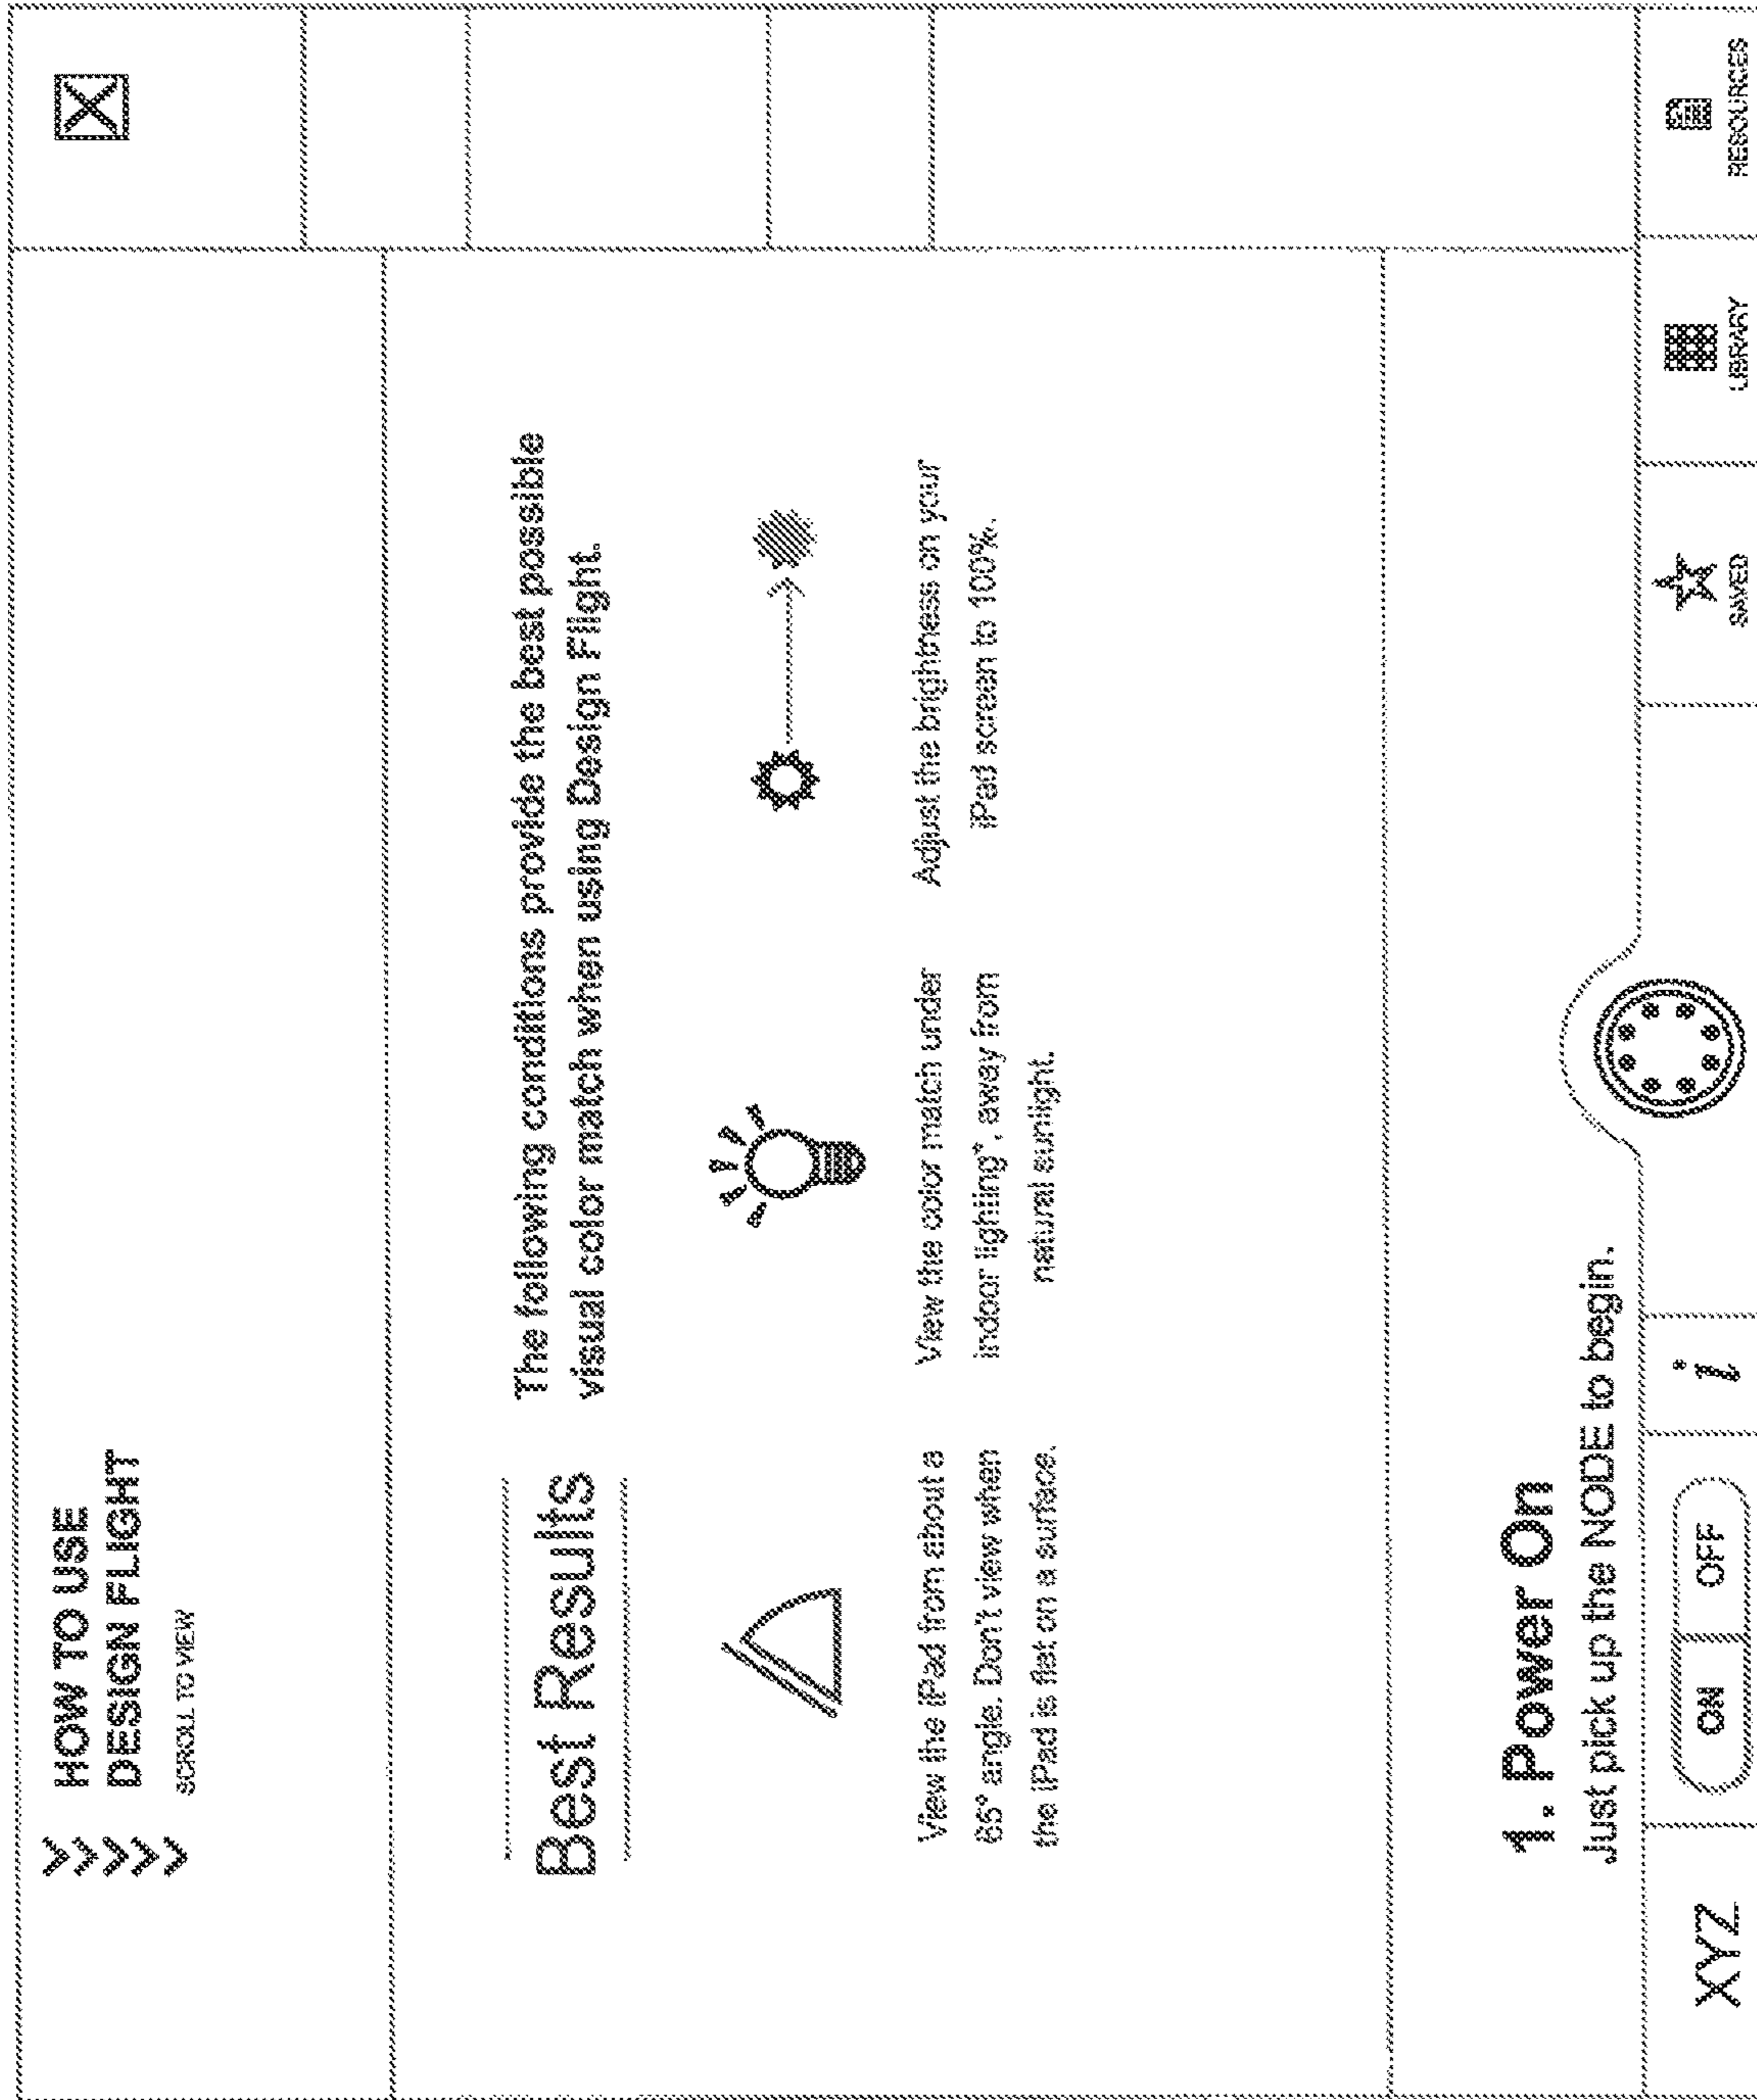 HOW TO USE
DESIGN FLIGHT
SCROLL TO VIEW
Best Results
The following conditions provide the best possible
visual color match when using Design Flight.
View the iPad from about a
65° angle. Don't view when
the iPad is flat on a surface.
View the color match under
indoor lighting*, away from
natural sunlight.
Adjust the brightness on your
iPad screen to 100%.
1. Power On
Just pick up the NODE to begin.
XYZ
ON
OFF
i
SAVED
LIBRARY
RESOURCES